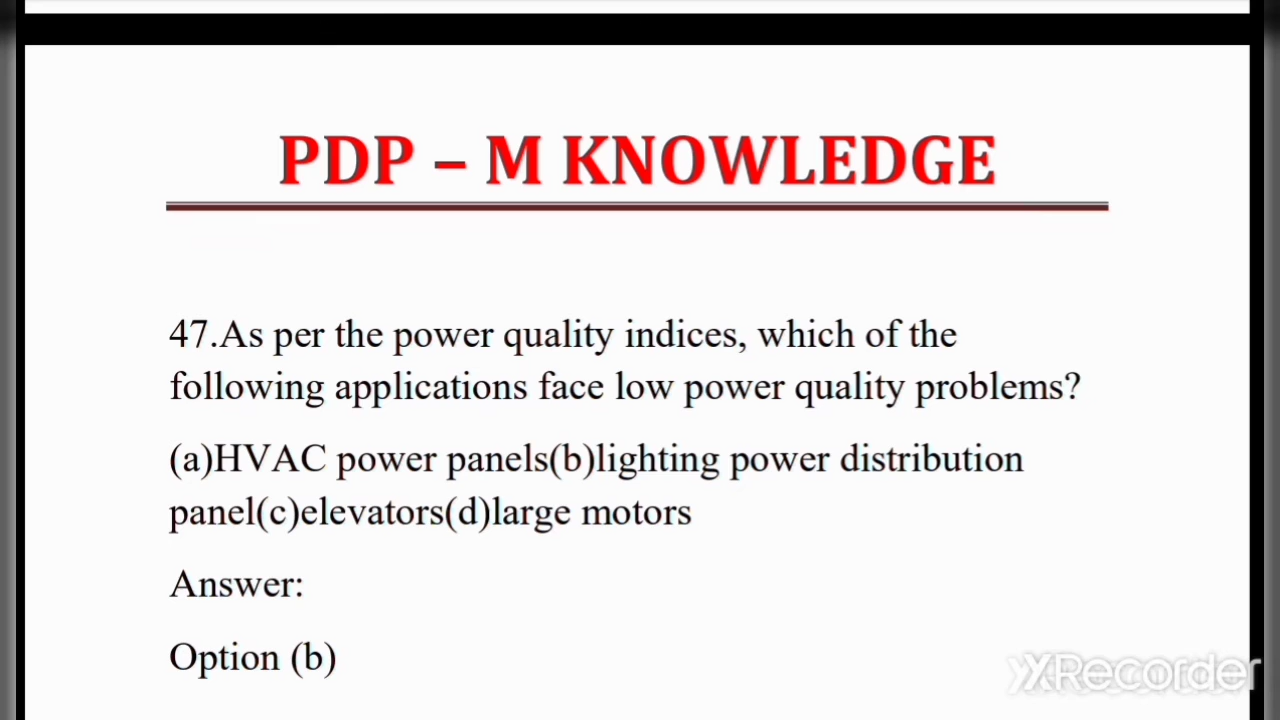 PDP – M KNOWLEDGE
47.As per the power quality indices, which of the
following applications face low power quality problems?
(a)HVAC power panels(b)lighting power distribution
panel(c)elevators(d)large motors
Answer:
Option (b)
XRecorder